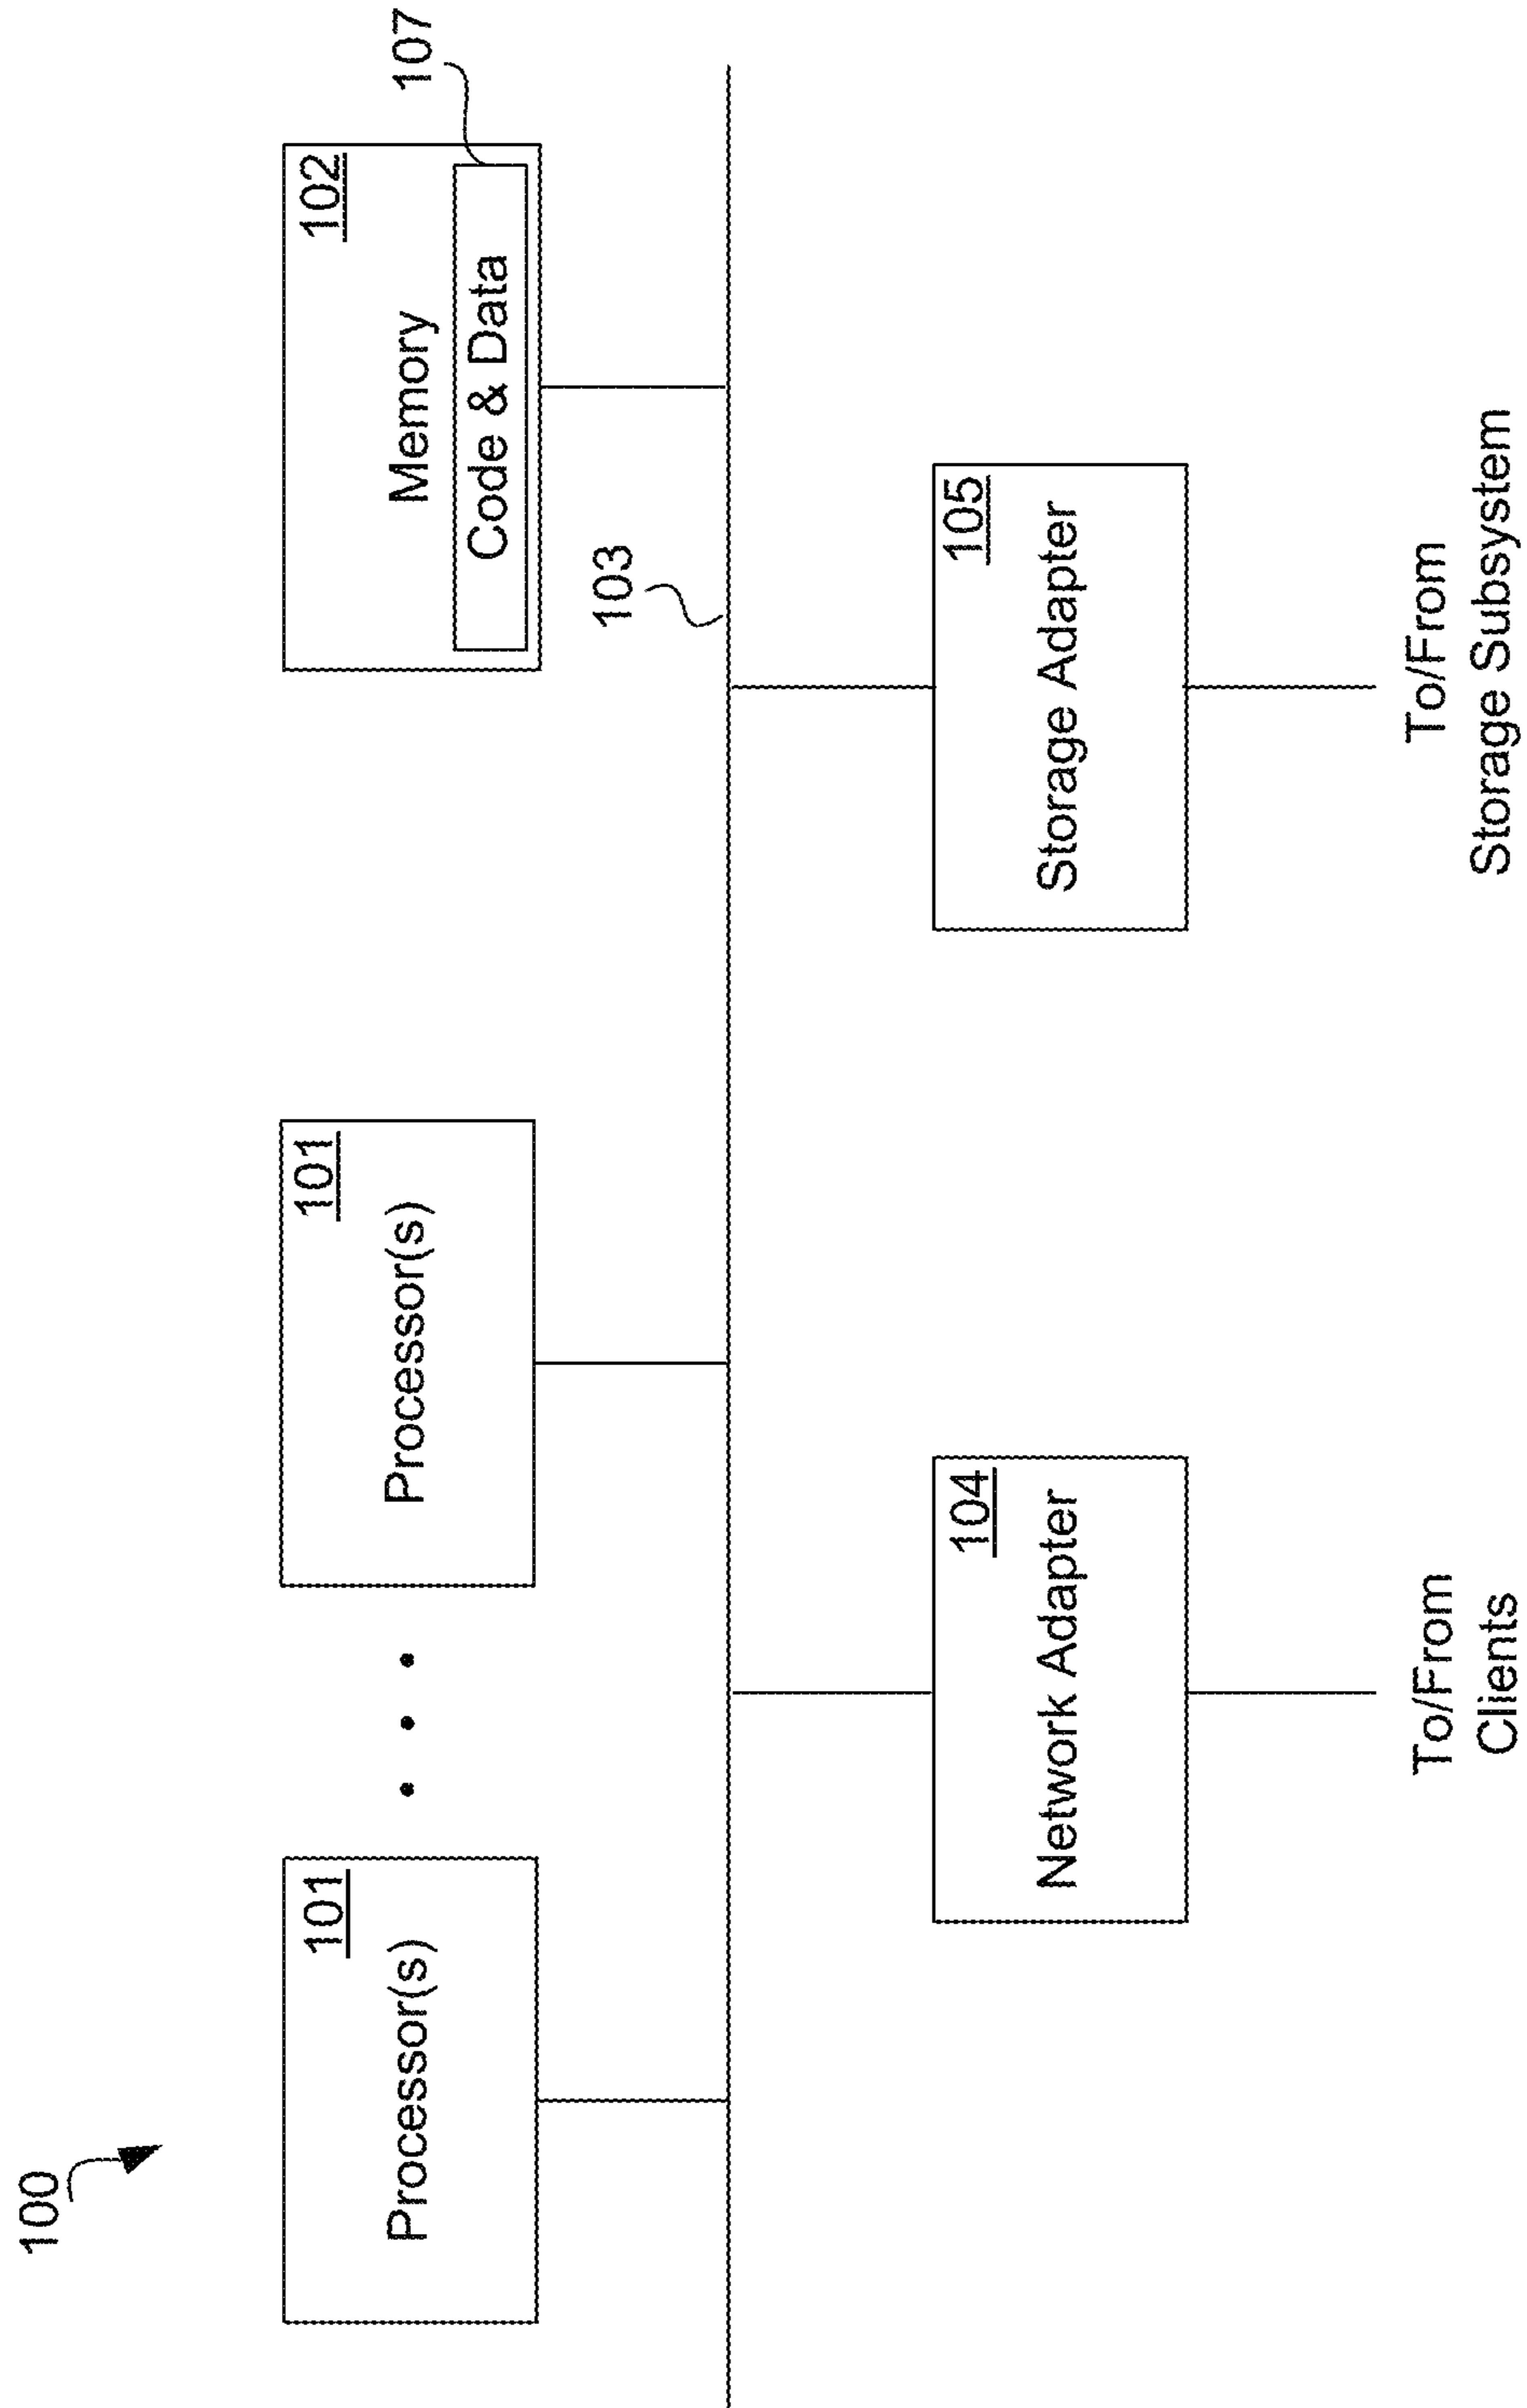 100
101
Processor(s)
101
Processor(s)
102
Memory
Code & Data
107
103
104
Network Adapter
105
Storage Adapter
To/From
Clients
To/From
Storage Subsystem